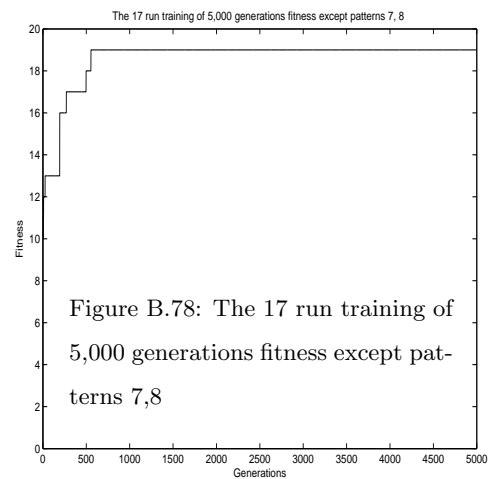 The 17 run training of 5,000 generations fitness except patterns 7, 8
20
18
16
14
12
10
8
6
4
2
0
Fitness
Figure B.78: The 17 run training of
5,000 generations fitness except pat-
terns 7,8
0 500 1000 1500 2000 2500 3000 3500 4000 4500 5000
Generations